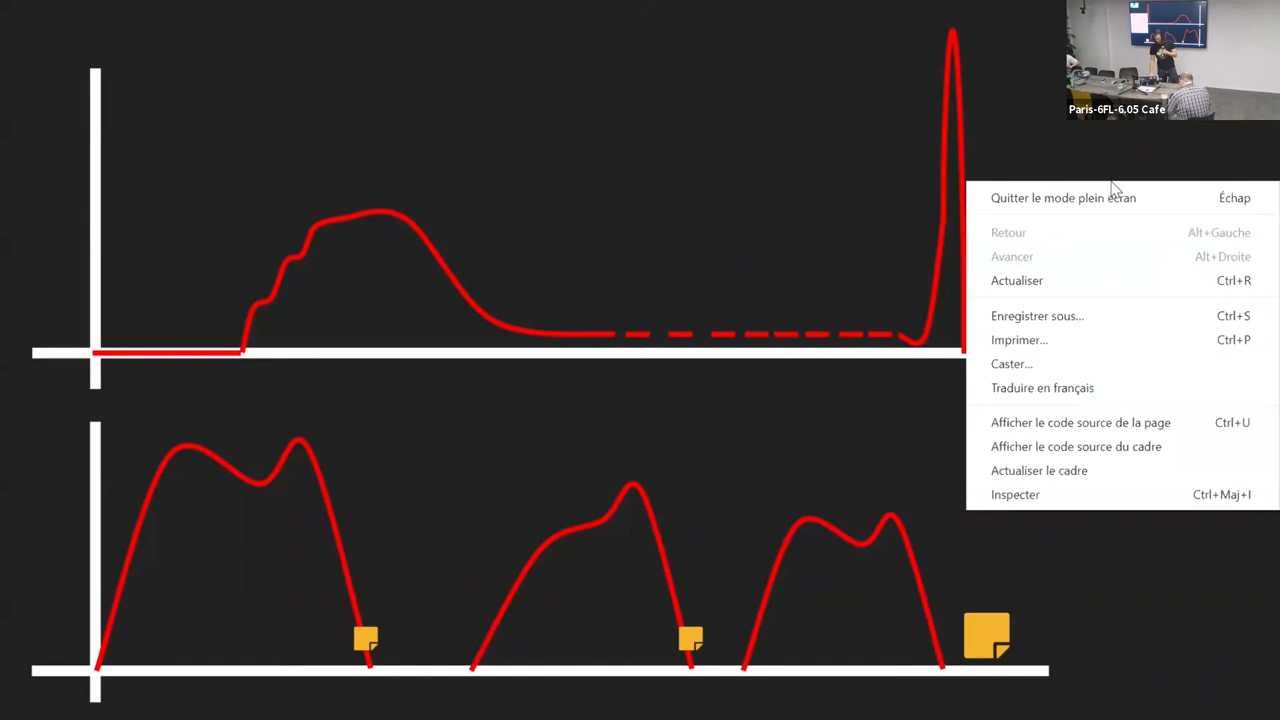 Paris-6FL-6.05 Cafe
Quitter le mode plein écran Échap
Retour Alt+Gauche
Avancer Alt+Droite
Actualiser Ctrl+R
Enregistrer sous... Ctrl+S
Imprimer... Ctrl+P
Caster...
Traduire en français
Afficher le code source de la page Ctrl+U
Afficher le code source du cadre
Actualiser le cadre
Inspecter Ctrl+Maj+I